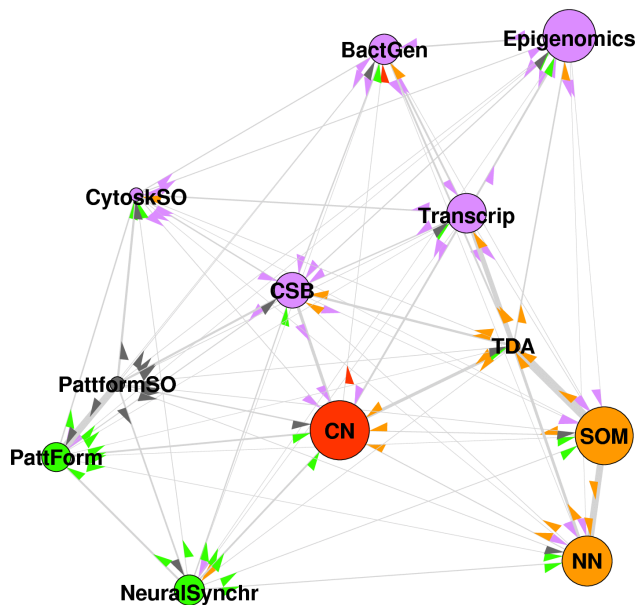 Epigenomics
BactGen
CytoskSO
Transcrip
CSB
TDA
PattformSO
CN
SOM
PattForm
NN
NeuralSynchr